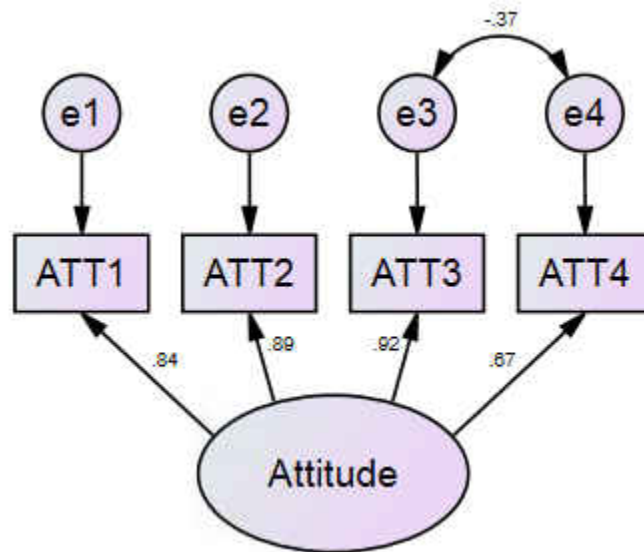 -.37
e1 e2 e3 e4
ATT1 ATT2 ATT3 ATT4
.84 .89 .92 .67
Attitude